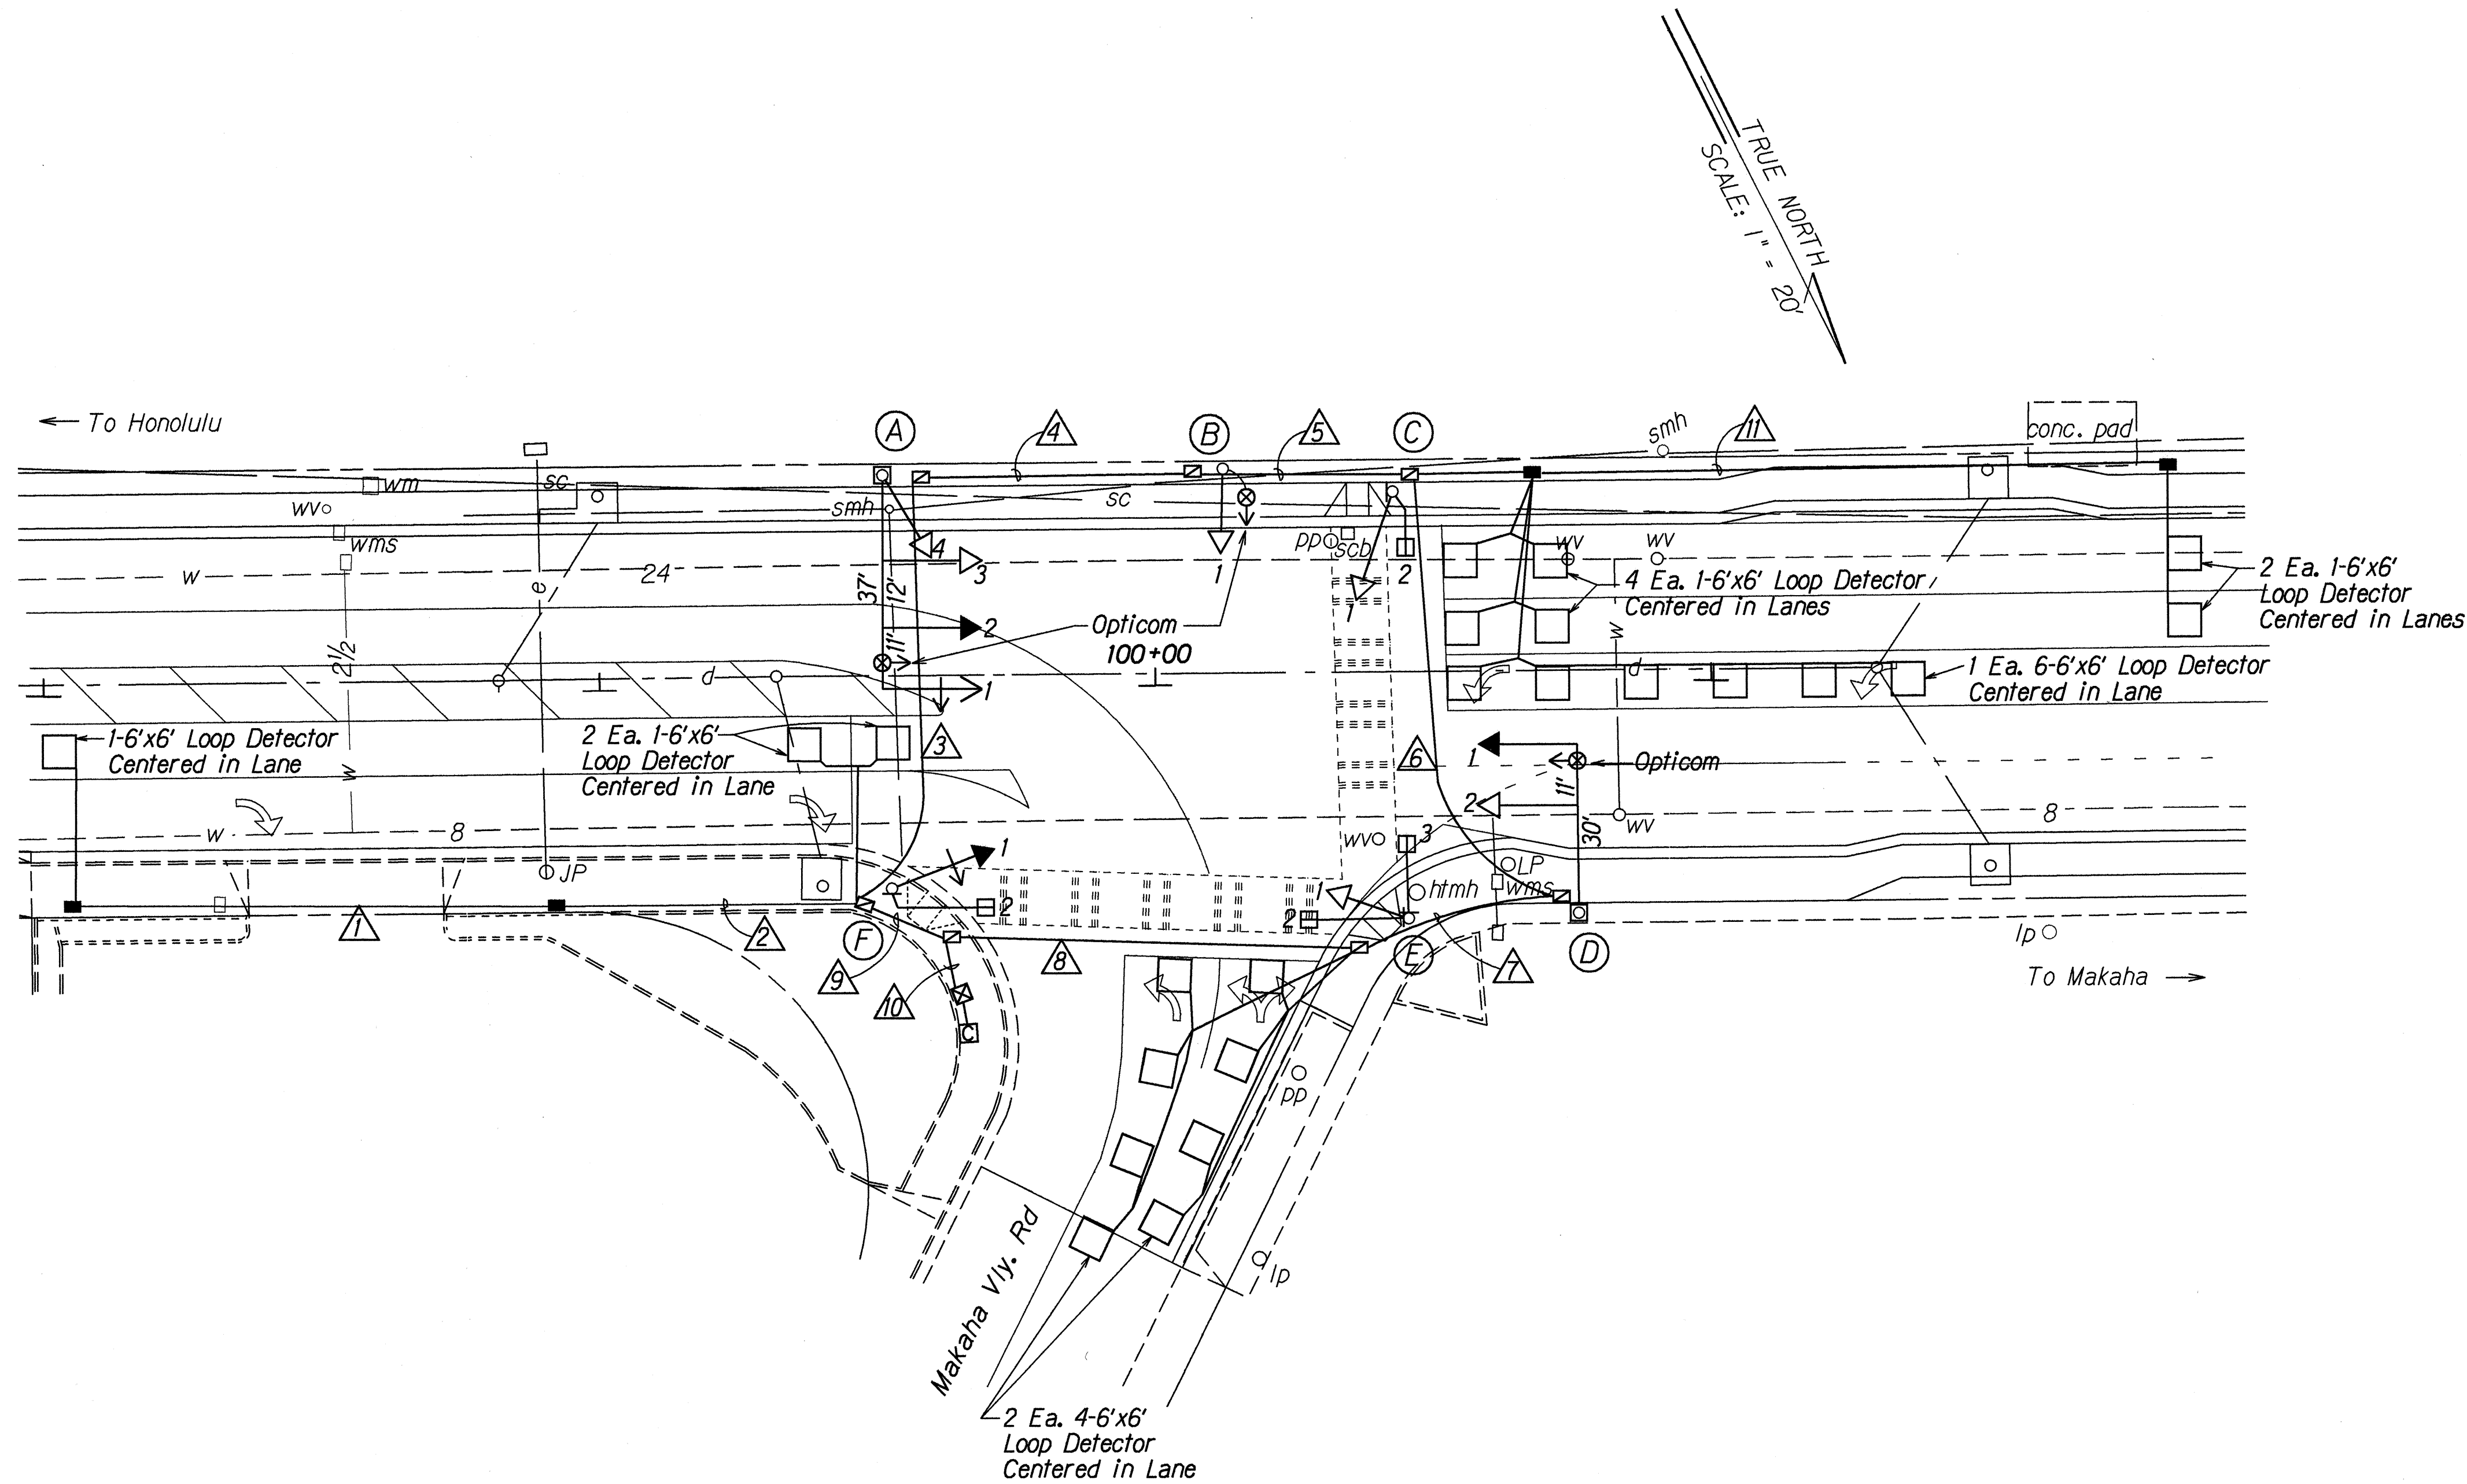 TRUE NORTH
SCALE: 1" = 20'
To Honolulu
A
4
B
5
C
smh
11
conc. pad
wm
sc
wv
smh
sc
wms
pp
scb
wv
wv
4
3
1
2
1
w
24
e
37'
12'
4 Ea. 1-6'x6' Loop Detector
Centered in Lanes
2 Ea. 1-6'x6'
Loop Detector
Centered in Lanes
2
Opticom
100+00
11'
2 1/2
w
d
1
d
1 Ea. 6-6'x6' Loop Detector
Centered in Lane
1-6'x6' Loop Detector
Centered in Lane
2 Ea. 1-6'x6'
Loop Detector
Centered in Lane
3
6
1
Opticom
w
11'
2
w
8
wv
8
30'
wv
3
JP
1
LP
htmh
wms
1
2
2
1
2
F
E
D
lp
8
9
7
10
To Makaha
C
pp
Makaha Vly. Rd
lp
2 Ea. 4-6'x6'
Loop Detector
Centered in Lane